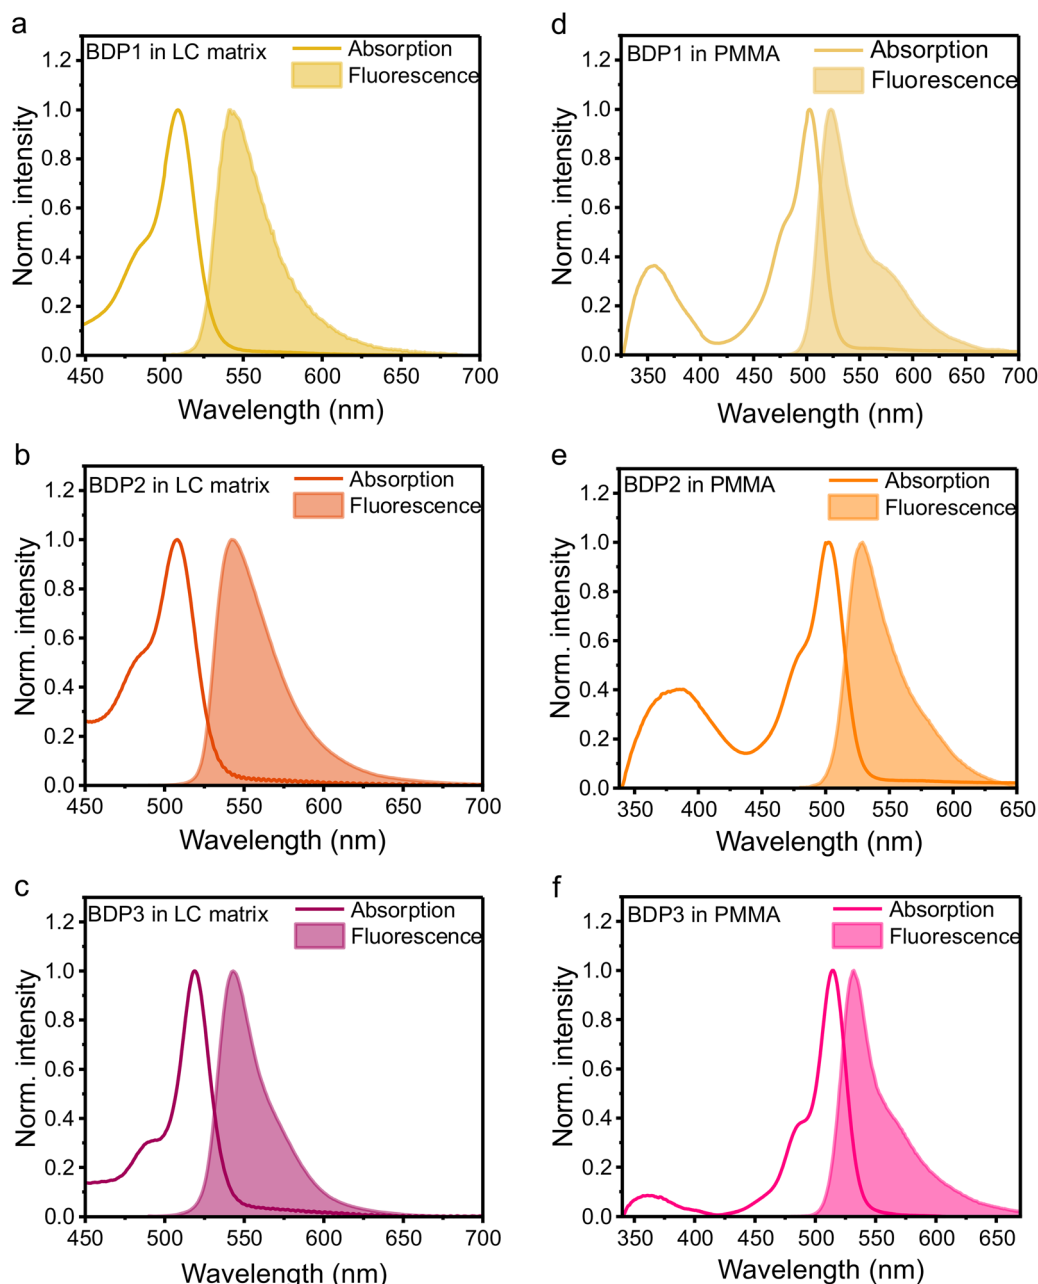 a
BDP1 in LC matrix
Absorption
Fluorescence
1.2
1.0
0.8
0.6
0.4
0.2
0.0
Norm. intensity
450 500 550 600 650 700
Wavelength (nm)
d
BDP1 in PMMA
Absorption
Fluorescence
1.2
1.0
0.8
0.6
0.4
0.2
0.0
Norm. intensity
350 400 450 500 550 600 650 700
Wavelength (nm)
b
BDP2 in LC matrix
Absorption
Fluorescence
1.2
1.0
0.8
0.6
0.4
0.2
0.0
Norm. intensity
450 500 550 600 650 700
Wavelength (nm)
e
BDP2 in PMMA
Absorption
Fluorescence
1.2
1.0
0.8
0.6
0.4
0.2
0.0
Norm. intensity
350 400 450 500 550 600 650
Wavelength (nm)
c
BDP3 in LC matrix
Absorption
Fluorescence
1.2
1.0
0.8
0.6
0.4
0.2
0.0
Norm. intensity
450 500 550 600 650 700
Wavelength (nm)
f
BDP3 in PMMA
Absorption
Fluorescence
1.2
1.0
0.8
0.6
0.4
0.2
0.0
Norm. intensity
350 400 450 500 550 600 650
Wavelength (nm)